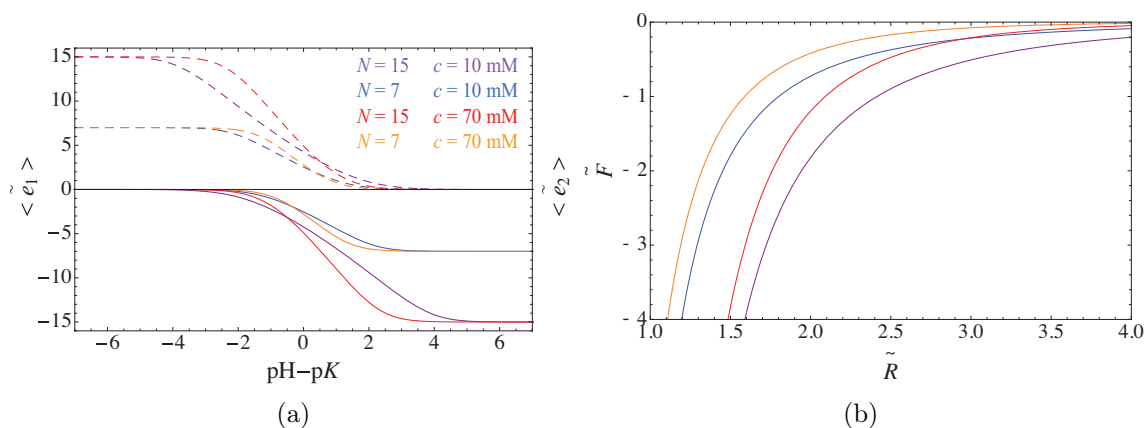 15
10
5
0
−5
−10
−15
−6
−4
−2
0
2
4
6
< ẽ₁ >
< ẽ₂ >
pH−pK
N = 15 c = 10 mM
N = 7 c = 10 mM
N = 15 c = 70 mM
N = 7 c = 70 mM
(a)
0
- 1
- 2
- 3
- 4
1.0
1.5
2.0
2.5
3.0
3.5
4.0
F̃
R̃
(b)